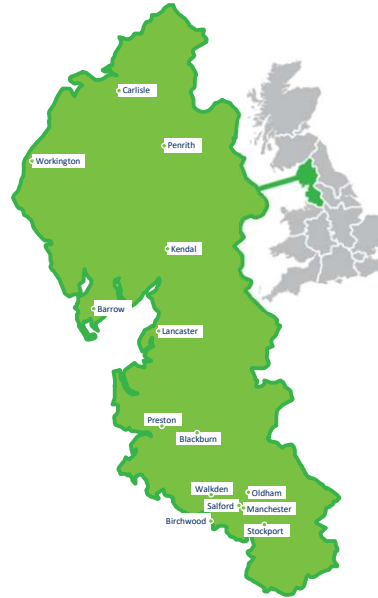 Carlisle
Penrith
Workington
Kendal
Barrow
Lancaster
Preston
Blackburn
Walkden
Oldham
Salford
Manchester
Birchwood
Stockport